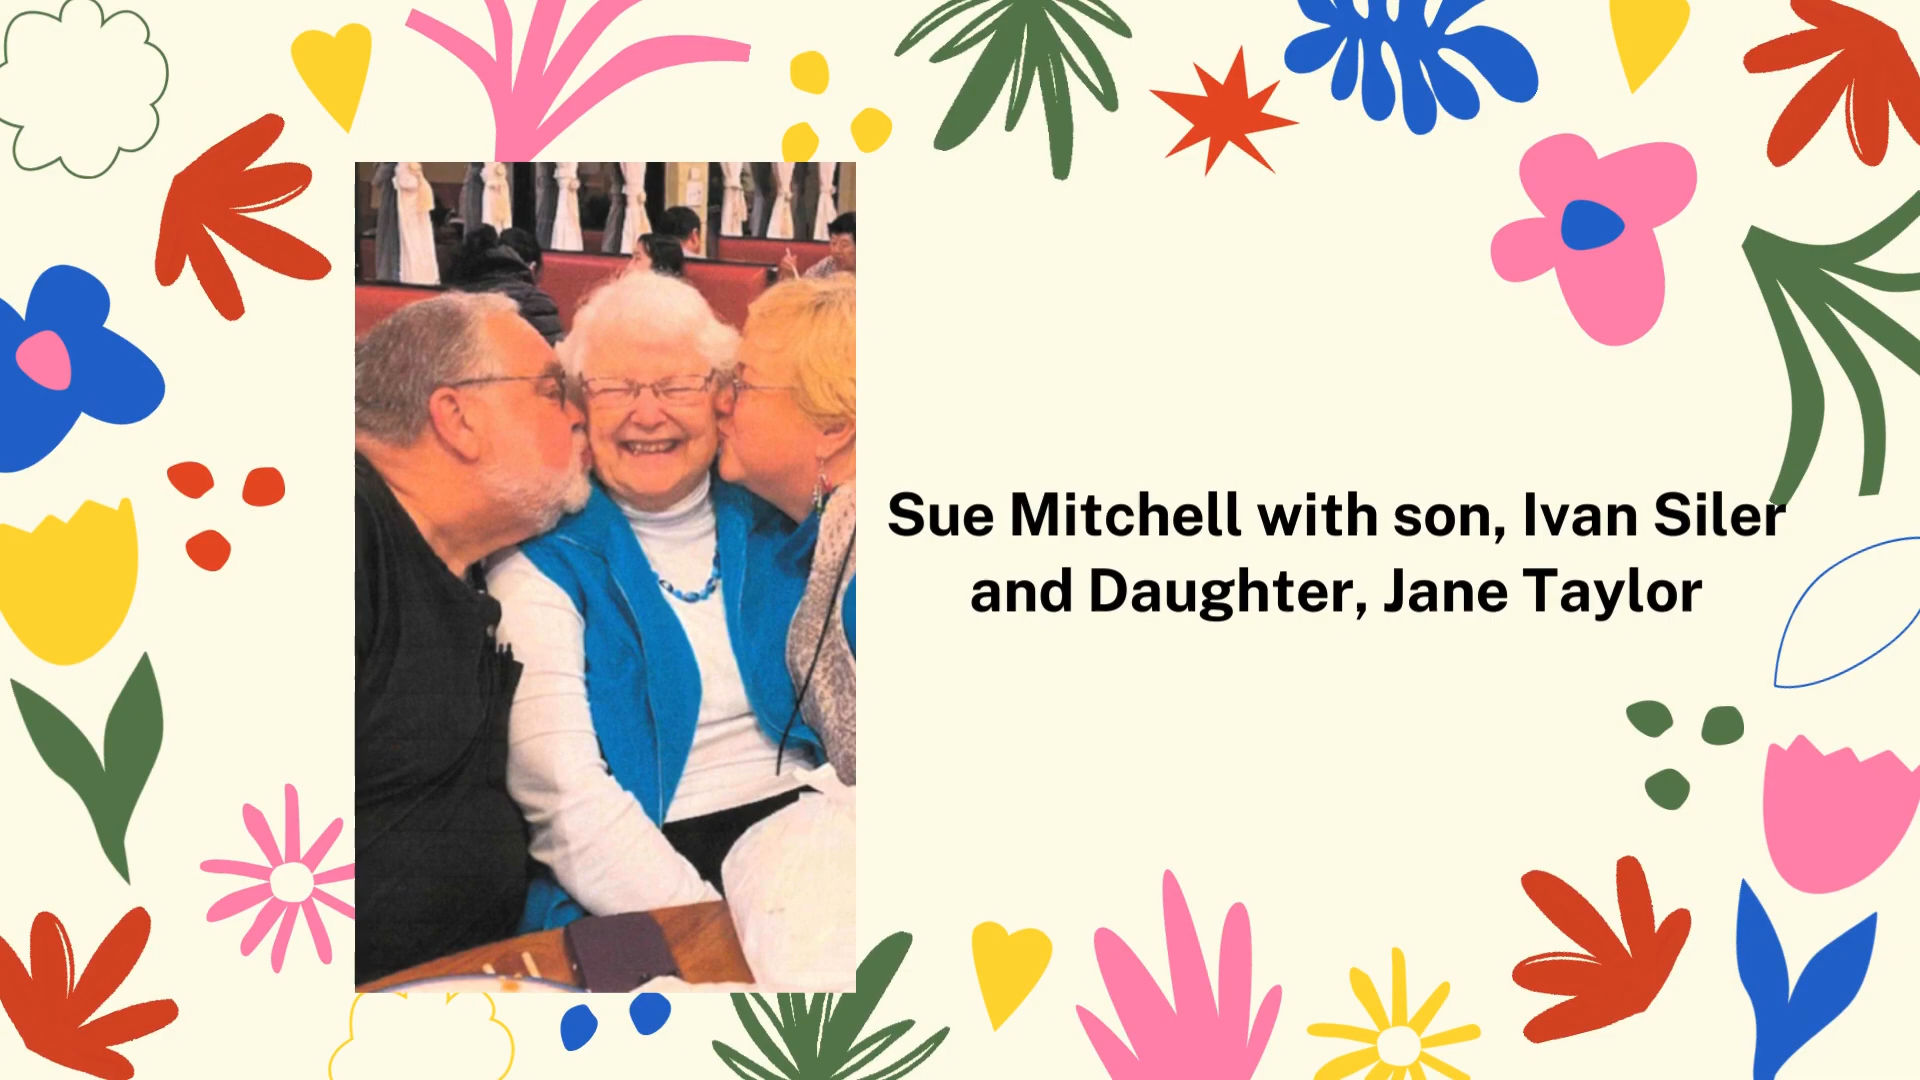 Sue Mitchell with son, Ivan Siler
and Daughter, Jane Taylor